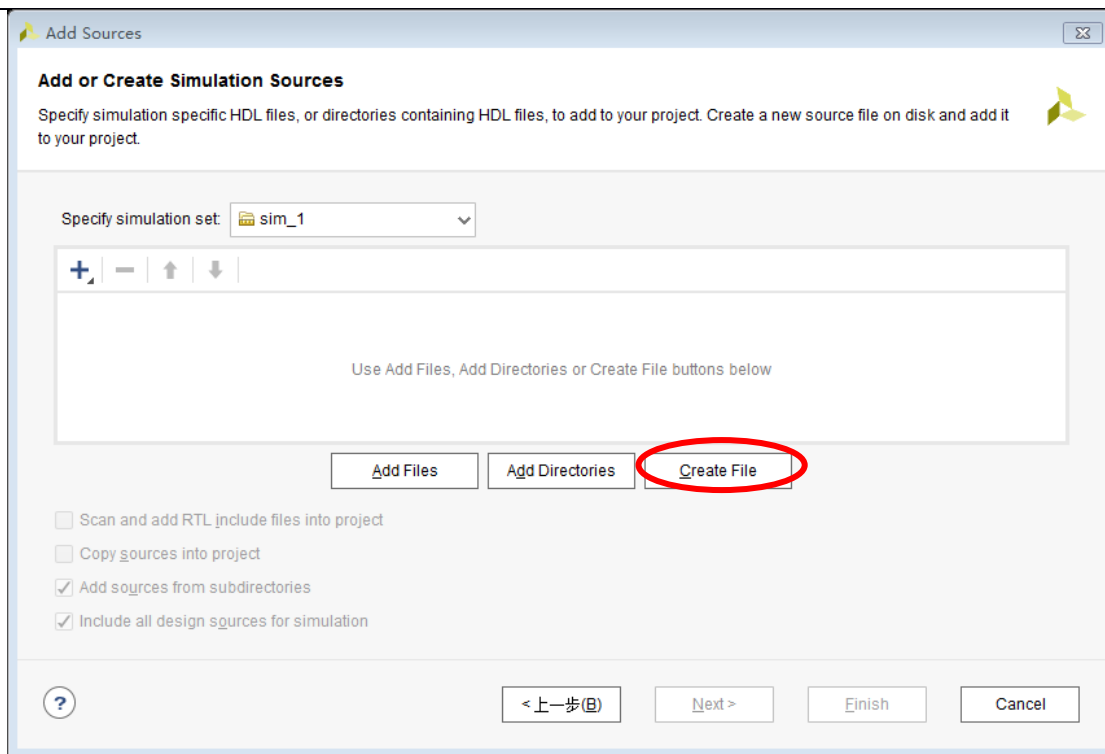 Add Sources
Add or Create Simulation Sources
Specify simulation specific HDL files, or directories containing HDL files, to add to your project. Create a new source file on disk and add it
to your project.
Specify simulation set: sim_1
Use Add Files, Add Directories or Create File buttons below
Add Files Add Directories Create File
Scan and add RTL include files into project
Copy sources into project
Add sources from subdirectories
Include all design sources for simulation
? <上一步(B) Next > Finish Cancel